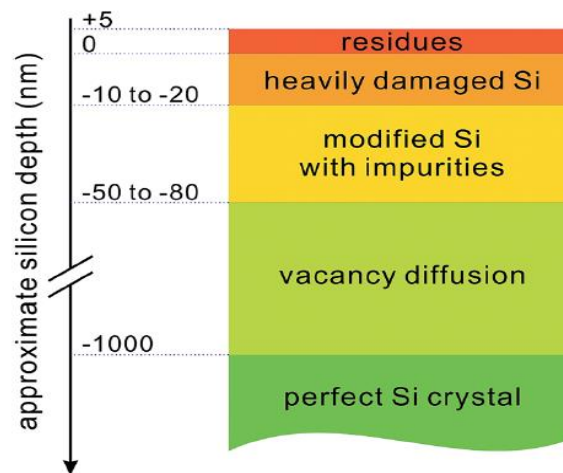 +5
residues
0
heavily damaged Si
-10 to -20
modified Si
with impurities
-50 to -80
vacancy diffusion
-1000
perfect Si crystal
approximate silicon depth (nm)